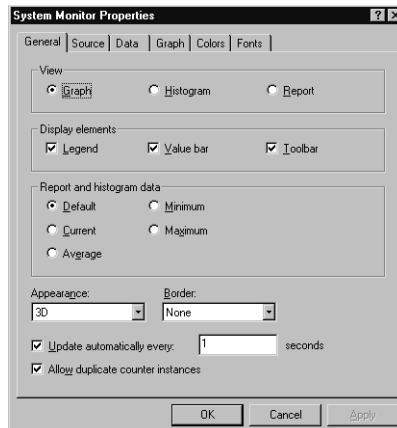 System Monitor Properties
General Source Data Graph Colors Fonts
View
Graph Histogram Report
Display elements
Legend Value bar Toolbar
Report and histogram data
Default Minimum
Current Maximum
Average
Appearance: Border:
3D None
Update automatically every: 1 seconds
Allow duplicate counter instances
OK Cancel Apply